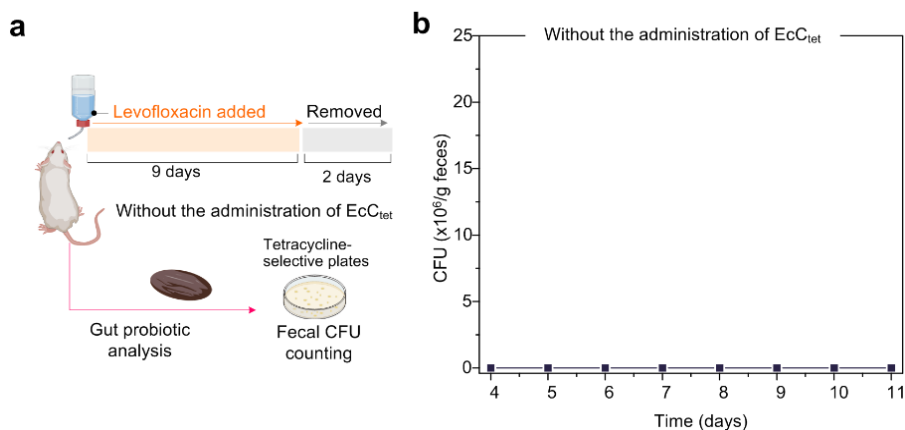 a
Levofloxacin added
Removed
9 days
2 days
Without the administration of EcCtet
Tetracycline-
selective plates
Gut probiotic
analysis
Fecal CFU
counting
b
Without the administration of EcCtet
CFU (x10⁶/g feces)
25
20
15
10
5
0
4 5 6 7 8 9 10 11
Time (days)